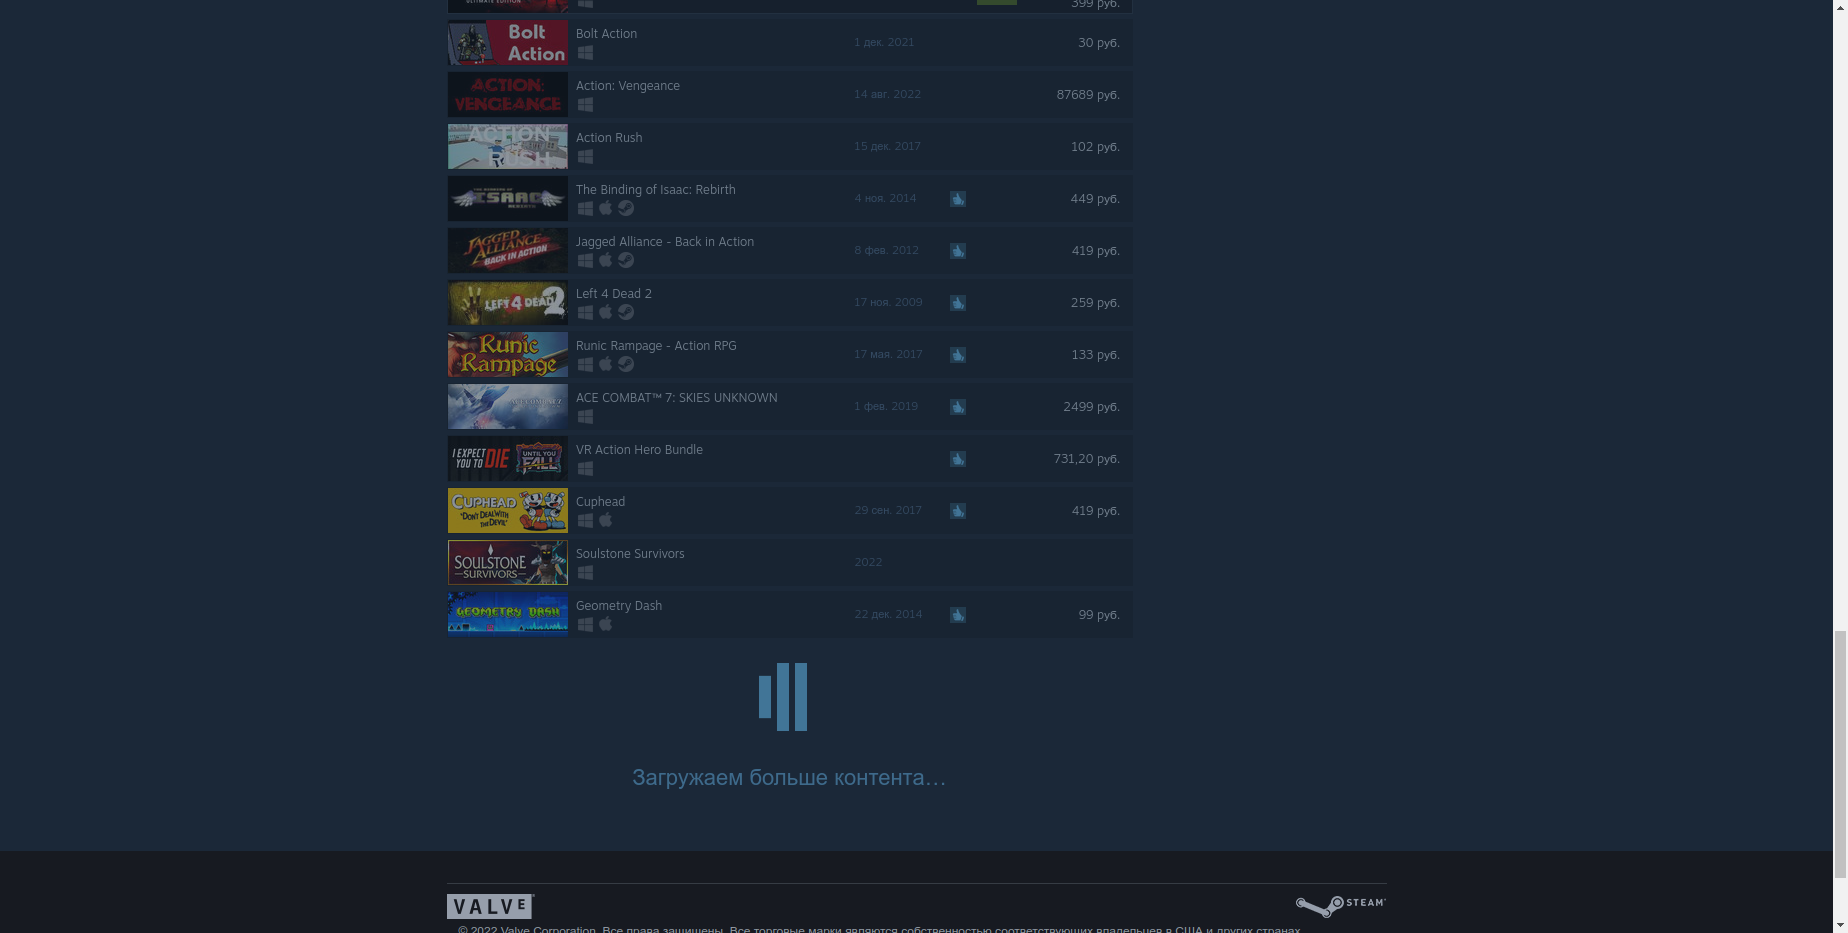 ULTIMATE EDITION
399 руб.
Bolt Action
Bolt Action
1 дек. 2021
30 руб.
ACTION: VENGEANCE
Action: Vengeance
14 авг. 2022
87689 руб.
ACTION RUSH
Action Rush
15 дек. 2017
102 руб.
THE BINDING OF ISAAC REBIRTH
The Binding of Isaac: Rebirth
4 ноя. 2014
449 руб.
JAGGED ALLIANCE BACK IN ACTION
Jagged Alliance - Back in Action
8 фев. 2012
419 руб.
LEFT 4 DEAD 2
Left 4 Dead 2
17 ноя. 2009
259 руб.
Runic Rampage
Runic Rampage - Action RPG
17 мая. 2017
133 руб.
ACE COMBAT 7
ACE COMBAT™ 7: SKIES UNKNOWN
1 фев. 2019
2499 руб.
I EXPECT YOU TO DIE
UNTIL YOU FALL
VR Action Hero Bundle
731,20 руб.
CUPHEAD
"DON'T DEAL WITH THE DEVIL"
Cuphead
29 сен. 2017
419 руб.
SOULSTONE SURVIVORS
Soulstone Survivors
2022
GEOMETRY DASH
Geometry Dash
22 дек. 2014
99 руб.
Загружаем больше контента…
VALVE
STEAM
© 2022 Valve Corporation. Все права защищены. Все торговые марки являются собственностью соответствующих владельцев в США и других странах.